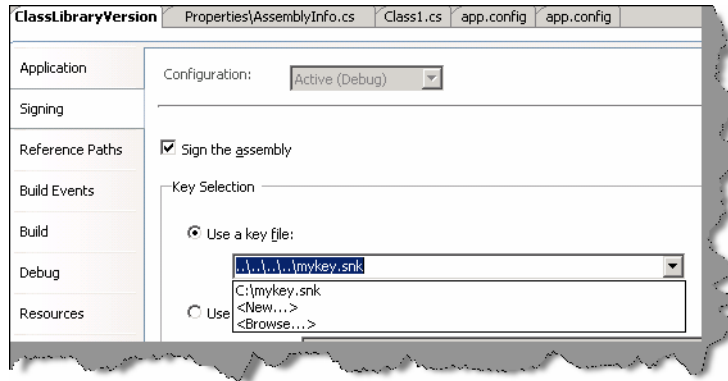 ClassLibraryVersion Properties\AssemblyInfo.cs Class1.cs app.config app.config
Application
Configuration: Active (Debug)
Signing
Reference Paths
Sign the assembly
Build Events
Key Selection
Build
Use a key file:
..\..\..\..\mykey.snk
Debug
C:\mykey.snk
<New...>
Resources
Use
<Browse...>